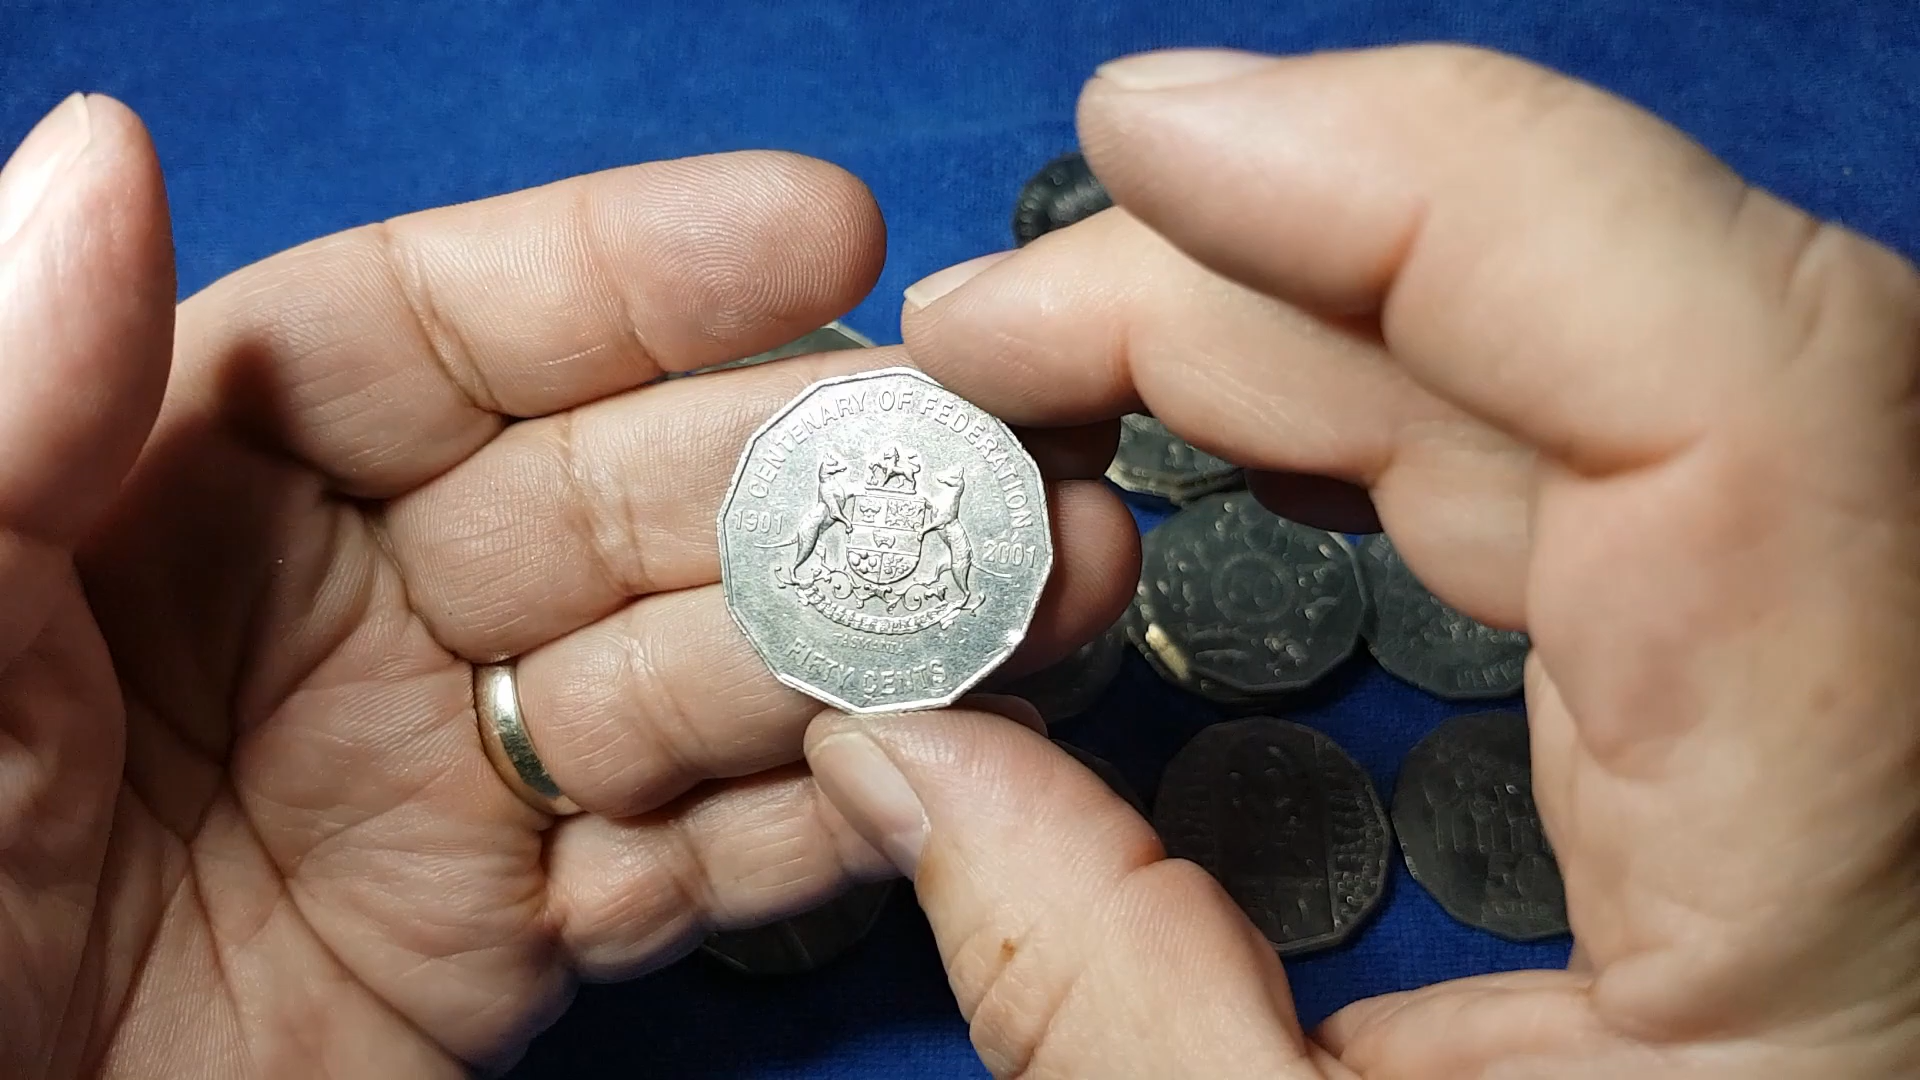 CENTENARY OF FEDERATION
1901
2001
TASMANIA
FIFTY CENTS